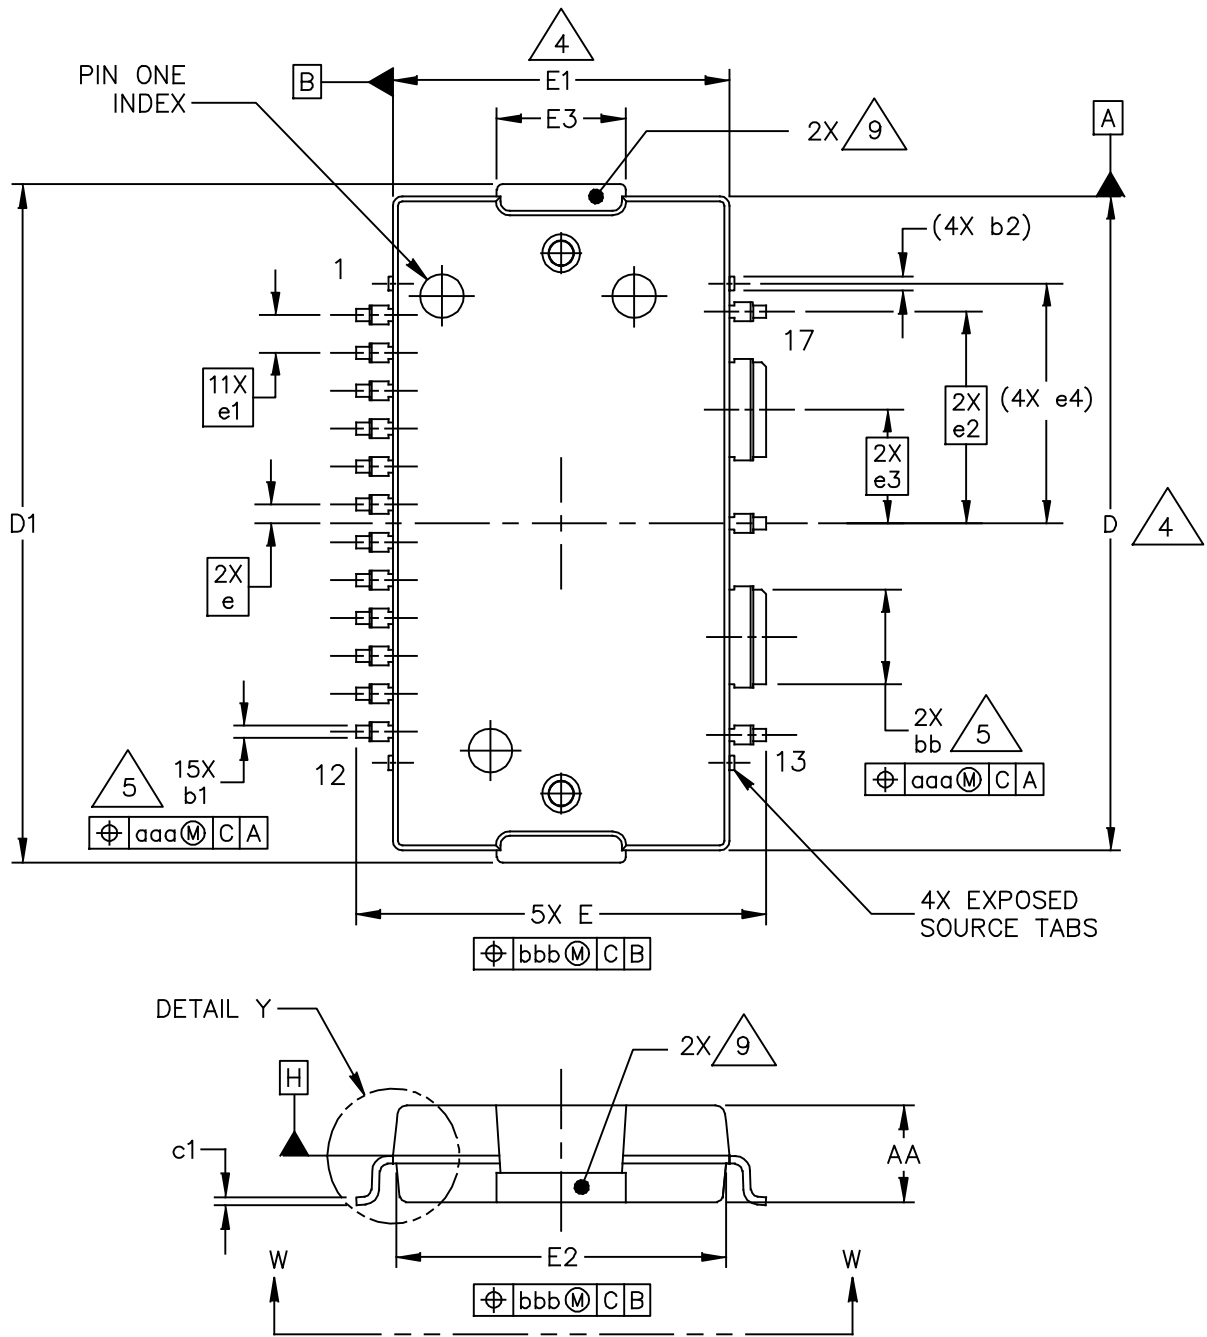 4
PIN ONE
INDEX
B
E1
E3
2X 9
A
(4X b2)
1
17
11X
e1
2X
e2
(4X e4)
2X
e3
D1
D 4
2X
e
2X
bb 5
⌖ aaa Ⓜ C A
5 15X
b1
⌖ aaa Ⓜ C A
12
13
5X E
⌖ bbb Ⓜ C B
4X EXPOSED
SOURCE TABS
DETAIL Y
2X 9
H
c1
AA
E2
W
W
⌖ bbb Ⓜ C B